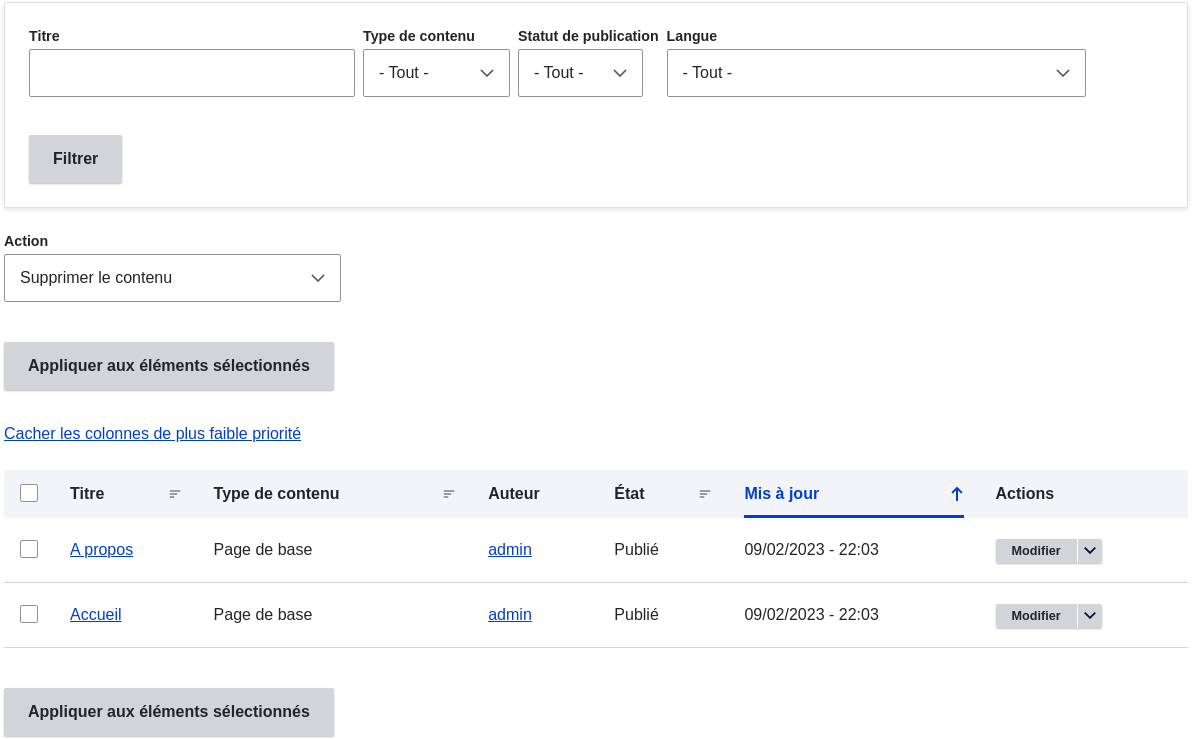 Titre Type de contenu Statut de publication Langue
- Tout - - Tout - - Tout -
Filtrer
Action
Supprimer le contenu
Appliquer aux éléments sélectionnés
Cacher les colonnes de plus faible priorité
Titre Type de contenu Auteur État Mis à jour Actions
A propos Page de base admin Publié 09/02/2023 - 22:03 Modifier
Accueil Page de base admin Publié 09/02/2023 - 22:03 Modifier
Appliquer aux éléments sélectionnés